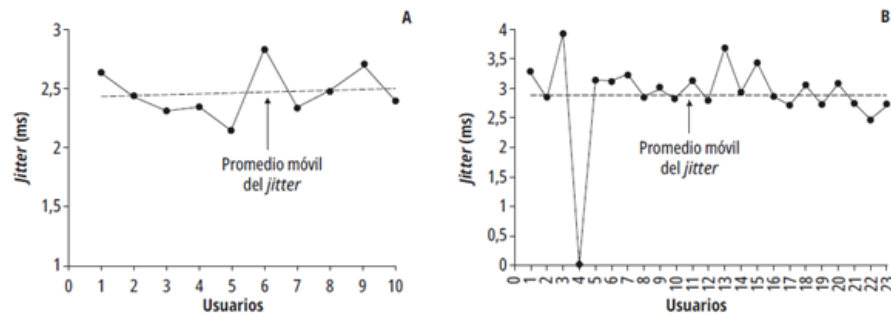 A
3
2,5
2
1,5
1
Jitter (ms)
Promedio móvil
del jitter
0 1 2 3 4 5 6 7 8 9 10
Usuarios
B
4
3,5
3
2,5
2
1,5
1
0,5
0
Jitter (ms)
Promedio móvil
del jitter
0 1 2 3 4 5 6 7 8 9 10 11 12 13 14 15 16 17 18 19 20 21 22 23
Usuarios